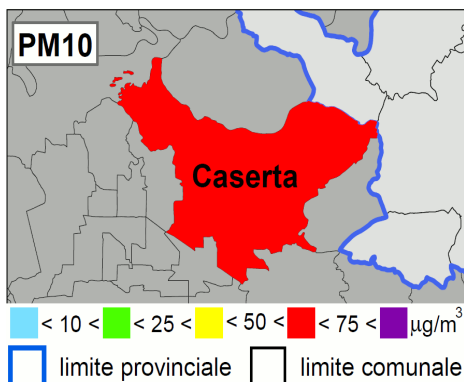 PM10
Caserta
< 10 < < 25 < < 50 < < 75 < μg/m³
limite provinciale limite comunale